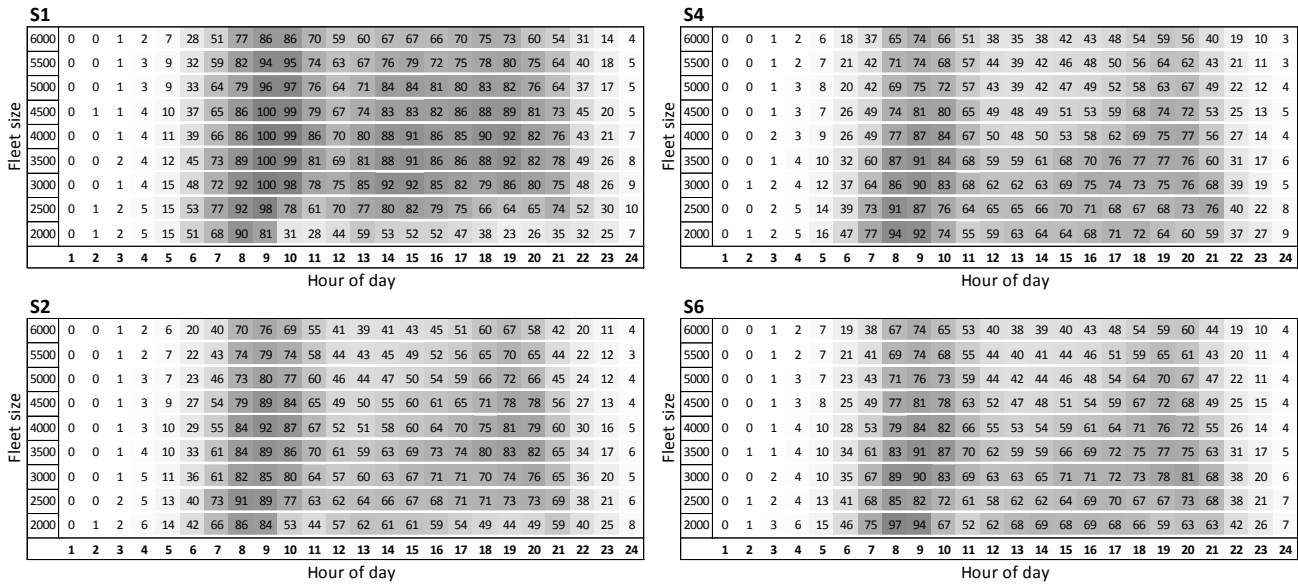 S1
Fleet size
6000 0 0 1 2 7 28 51 77 86 86 70 59 60 67 67 66 70 75 73 60 54 31 14 4
5500 0 0 1 3 9 32 59 82 94 95 74 63 67 76 79 72 75 78 80 75 64 40 18 5
5000 0 0 1 3 9 33 64 79 96 97 76 64 71 84 84 81 80 83 82 76 64 37 17 5
4500 0 1 1 4 10 37 65 86 100 99 79 67 74 83 83 82 86 88 89 81 73 45 20 5
4000 0 0 1 4 11 39 66 86 100 99 86 70 80 88 91 86 85 90 92 82 76 43 21 7
3500 0 0 2 4 12 45 73 89 100 99 81 69 81 88 91 86 86 88 92 82 78 49 26 8
3000 0 0 1 4 15 48 72 92 100 98 78 75 85 92 92 85 82 79 86 80 75 48 26 9
2500 0 1 2 5 15 53 77 92 98 78 61 70 77 80 82 79 75 66 64 65 74 52 30 10
2000 0 1 2 5 15 51 68 90 81 31 28 44 59 53 52 52 47 38 23 26 35 32 25 7
1 2 3 4 5 6 7 8 9 10 11 12 13 14 15 16 17 18 19 20 21 22 23 24
Hour of day
S4
6000 0 0 1 2 6 18 37 65 74 66 51 38 35 38 42 43 48 54 59 56 40 19 10 3
5500 0 0 1 2 7 21 42 71 74 68 57 44 39 42 46 48 50 56 64 62 43 21 11 3
5000 0 0 1 3 8 20 42 69 75 72 57 43 39 42 47 49 52 58 63 67 49 22 12 4
4500 0 0 1 3 7 26 49 74 81 80 65 49 48 49 51 53 59 68 74 72 53 25 13 5
4000 0 0 2 3 9 26 49 77 87 84 67 50 48 50 53 58 62 69 75 77 56 27 14 4
3500 0 0 1 4 10 32 60 87 91 84 68 59 59 61 68 70 76 77 77 76 60 31 17 6
3000 0 1 2 4 12 37 64 86 90 83 68 62 62 63 69 75 74 73 75 76 68 39 19 5
2500 0 0 2 5 14 39 73 91 87 76 64 65 65 66 70 71 68 67 68 73 76 40 22 8
2000 0 1 2 5 16 47 77 94 92 74 55 59 63 64 64 68 71 72 64 60 59 37 27 9
1 2 3 4 5 6 7 8 9 10 11 12 13 14 15 16 17 18 19 20 21 22 23 24
Fleet size
Hour of day
S2
6000 0 0 1 2 6 20 40 70 76 69 55 41 39 41 43 45 51 60 67 58 42 20 11 4
5500 0 0 1 2 7 22 43 74 79 74 58 44 43 45 49 52 56 65 70 65 44 22 12 3
5000 0 0 1 3 7 23 46 73 80 77 60 46 44 47 50 54 59 66 72 66 45 24 12 4
4500 0 0 1 3 9 27 54 79 89 84 65 49 50 55 60 61 65 71 78 78 56 27 13 4
4000 0 0 1 3 10 29 55 84 92 87 67 52 51 58 60 64 70 75 81 79 60 30 16 5
3500 0 0 1 4 10 33 61 84 89 86 70 61 59 63 69 73 74 80 83 82 65 34 17 6
3000 0 0 1 5 11 36 61 82 85 80 64 57 60 63 67 71 71 70 74 76 65 36 20 5
2500 0 0 2 5 13 40 73 91 89 77 63 62 64 66 67 68 71 71 73 73 69 38 21 6
2000 0 1 2 6 14 42 66 86 84 53 44 57 62 61 61 59 54 49 44 49 59 40 25 8
1 2 3 4 5 6 7 8 9 10 11 12 13 14 15 16 17 18 19 20 21 22 23 24
Fleet size
Hour of day
S6
6000 0 0 1 2 7 19 38 67 74 65 53 40 38 39 40 43 48 54 59 60 44 19 10 4
5500 0 0 1 2 7 21 41 69 74 68 55 44 40 41 44 46 51 59 65 61 43 20 11 4
5000 0 0 1 3 7 23 43 71 76 73 59 44 42 44 46 48 54 64 70 67 47 22 11 4
4500 0 0 1 3 8 25 49 77 81 78 63 52 47 48 51 54 59 67 72 68 49 25 15 4
4000 0 0 1 4 10 28 53 79 84 82 66 55 53 54 59 61 64 71 76 72 55 26 14 4
3500 0 1 1 4 10 34 61 83 91 87 70 62 59 59 66 69 72 75 77 75 63 31 17 5
3000 0 0 2 4 10 35 67 89 90 83 69 63 63 65 71 71 72 73 78 81 68 38 20 6
2500 0 1 2 4 13 41 68 85 82 72 61 58 62 62 64 69 70 67 67 73 68 38 21 7
2000 0 1 3 6 15 46 75 97 94 67 52 62 68 69 68 69 68 66 59 63 63 42 26 7
1 2 3 4 5 6 7 8 9 10 11 12 13 14 15 16 17 18 19 20 21 22 23 24
Fleet size
Hour of day